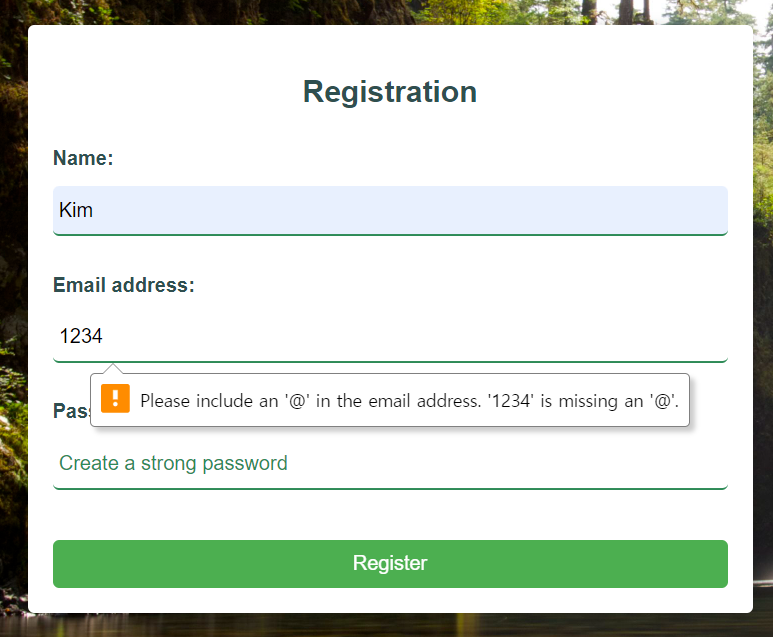 Registration
Name:
Kim
Email address:
1234
Please include an '@' in the email address. '1234' is missing an '@'.
Create a strong password
Register